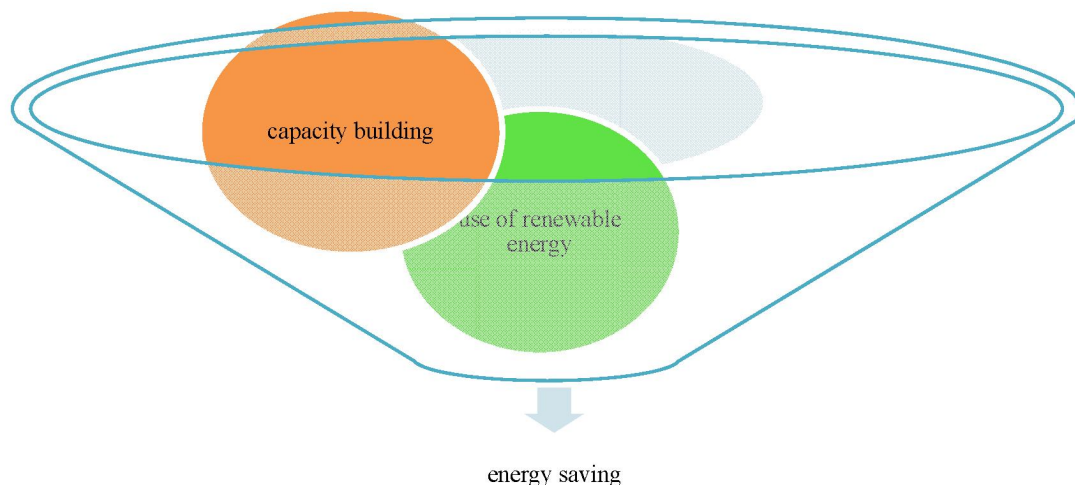 capacity building
use of renewable
energy
energy saving